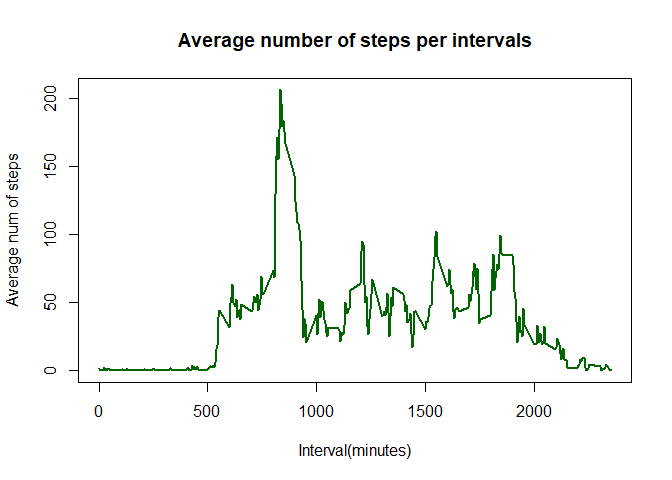 Average number of steps per intervals
Average num of steps
200
150
100
50
0
0 500 1000 1500 2000
Interval(minutes)